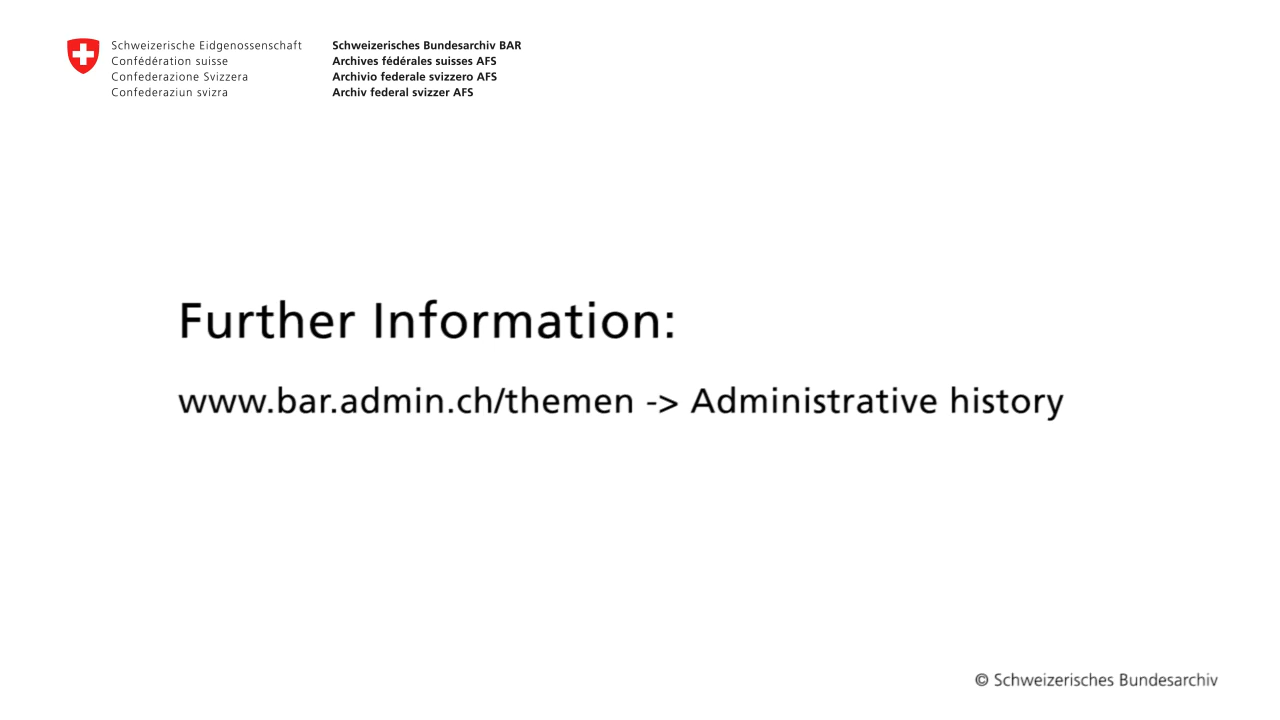 Schweizerische Eidgenossenschaft
Confédération suisse
Confederazione Svizzera
Confederaziun svizra
Schweizerisches Bundesarchiv BAR
Archives fédérales suisses AFS
Archivio federale svizzero AFS
Archiv federal svizzer AFS
Further Information:
www.bar.admin.ch/themen -> Administrative history
© Schweizerisches Bundesarchiv